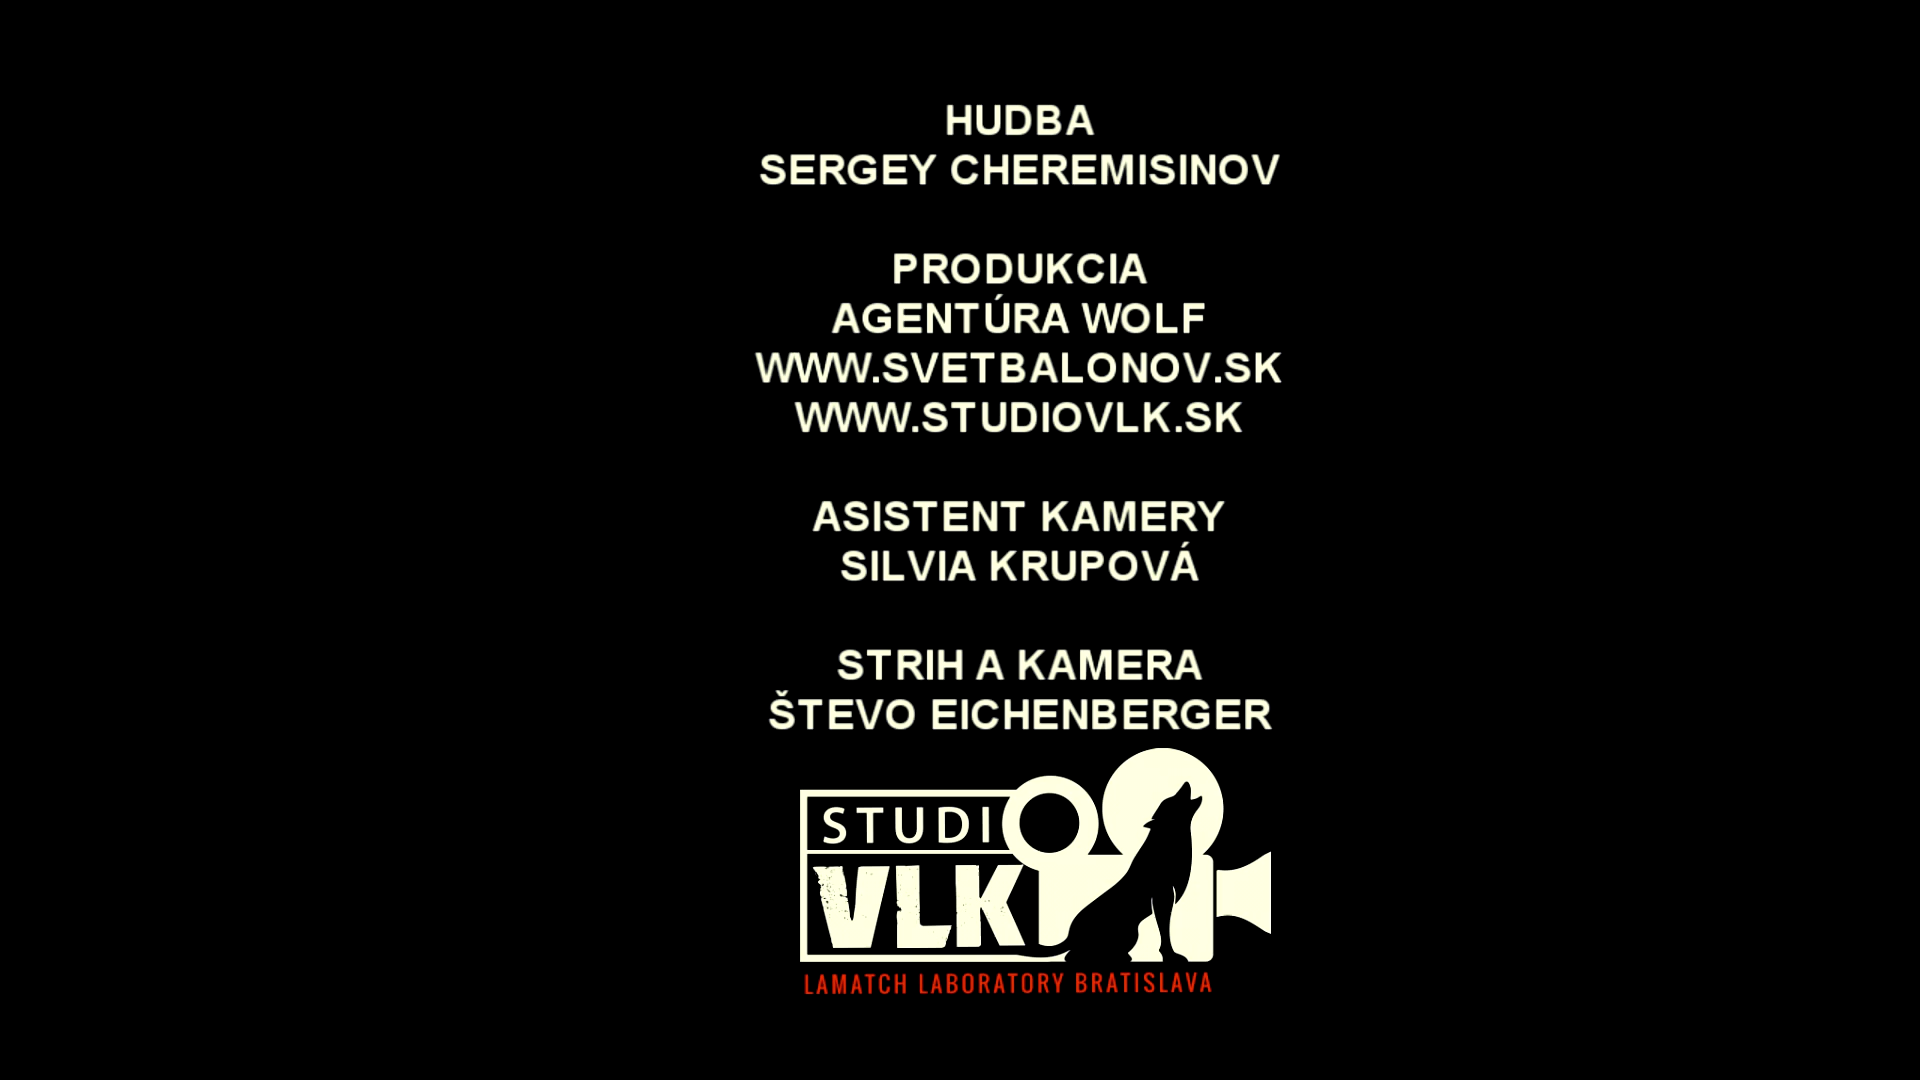 HUDBA
SERGEY CHEREMISINOV
PRODUKCIA
AGENTÚRA WOLF
WWW.SVETBALONOV.SK
WWW.STUDIOVLK.SK
ASISTENT KAMERY
SILVIA KRUPOVÁ
STRIH A KAMERA
ŠTEVO EICHENBERGER
STUDIO
VLK
LAMATCH LABORATORY BRATISLAVA